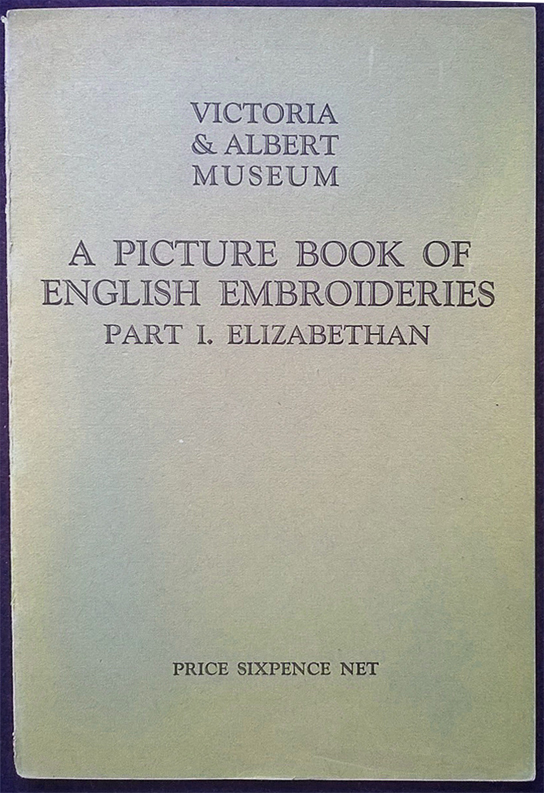 VICTORIA
& ALBERT
MUSEUM
A PICTURE BOOK OF
ENGLISH EMBROIDERIES
PART I. ELIZABETHAN
PRICE SIXPENCE NET